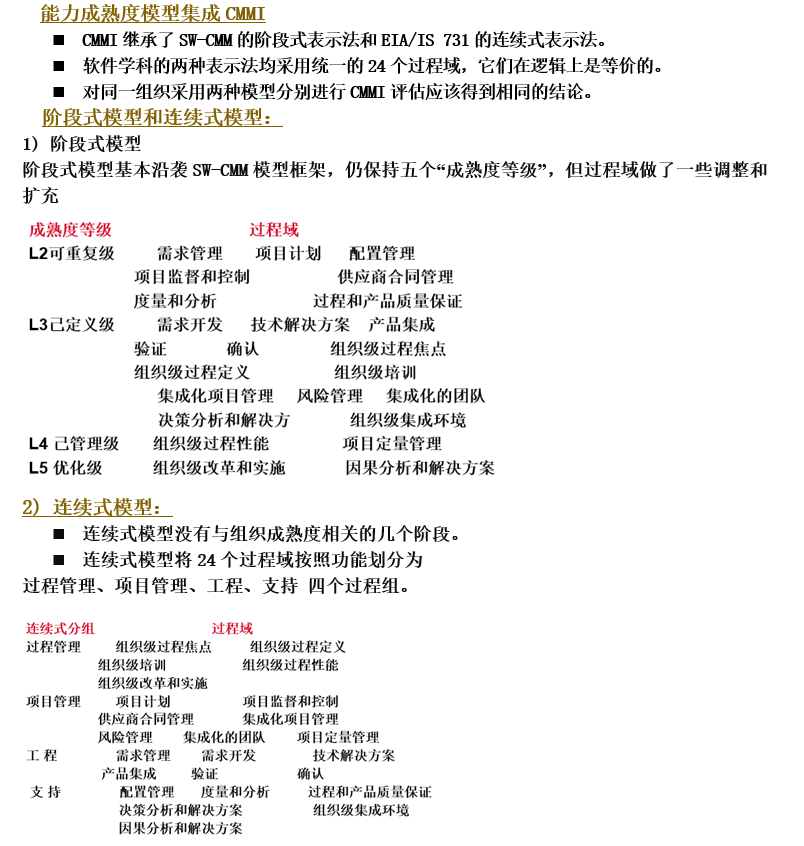 能力成熟度模型集成 CMMI
■ CMMI 继承了 SW-CMM 的阶段式表示法和 EIA/IS 731 的连续式表示法。
■ 软件学科的两种表示法均采用统一的 24 个过程域，它们在逻辑上是等价的。
■ 对同一组织采用两种模型分别进行 CMMI 评估应该得到相同的结论。
阶段式模型和连续式模型：
1) 阶段式模型
阶段式模型基本沿袭 SW-CMM 模型框架，仍保持五个“成熟度等级”，但过程域做了一些调整和
扩充
成熟度等级 过程域
L2可重复级 需求管理 项目计划 配置管理
项目监督和控制 供应商合同管理
度量和分析 过程和产品质量保证
L3己定义级 需求开发 技术解决方案 产品集成
验证 确认 组织级过程焦点
组织级过程定义 组织级培训
集成化项目管理 风险管理 集成化的团队
决策分析和解决方 组织级集成环境
L4 己管理级 组织级过程性能 项目定量管理
L5 优化级 组织级改革和实施 因果分析和解决方案
2) 连续式模型：
■ 连续式模型没有与组织成熟度相关的几个阶段。
■ 连续式模型将 24 个过程域按照功能划分为
过程管理、项目管理、工程、支持 四个过程组。
连续式分组 过程域
过程管理 组织级过程焦点 组织级过程定义
组织级培训 组织级过程性能
组织级改革和实施
项目管理 项目计划 项目监督和控制
供应商合同管理 集成化项目管理
风险管理 集成化的团队 项目定量管理
工 程 需求管理 需求开发 技术解决方案
产品集成 验证 确认
支 持 配置管理 度量和分析 过程和产品质量保证
决策分析和解决方案 组织级集成环境
因果分析和解决方案